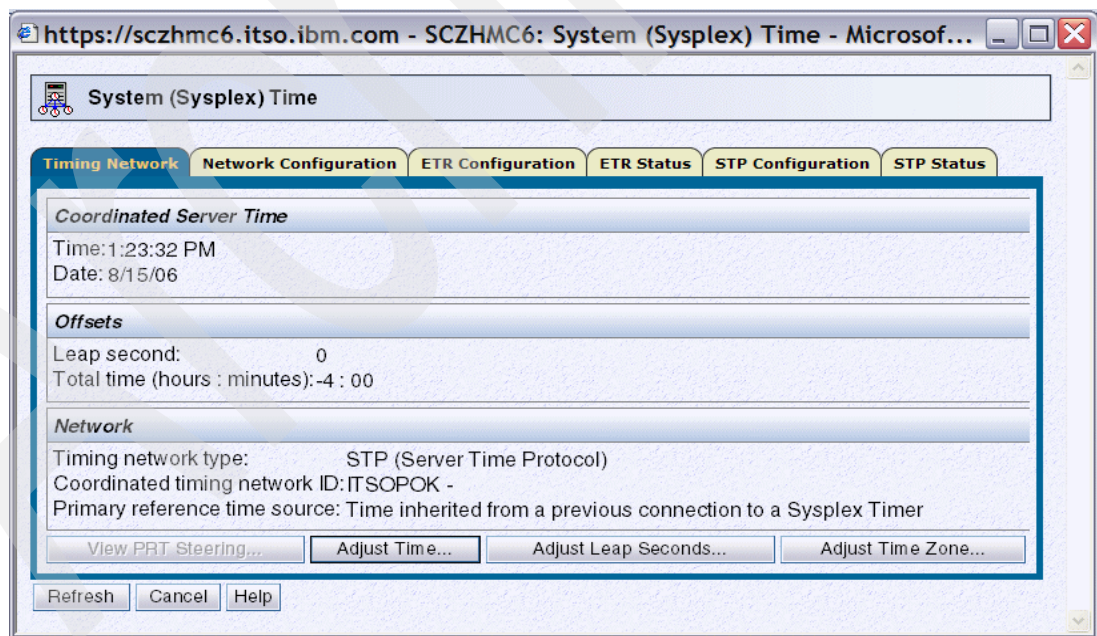 https://sczhmc6.itso.ibm.com - SCZHMC6: System (Sysplex) Time - Microsof...
System (Sysplex) Time
Timing Network Network Configuration ETR Configuration ETR Status STP Configuration STP Status
Coordinated Server Time
Time:1:23:32 PM
Date: 8/15/06
Offsets
Leap second: 0
Total time (hours : minutes):-4 : 00
Network
Timing network type: STP (Server Time Protocol)
Coordinated timing network ID:ITSOPOK -
Primary reference time source: Time inherited from a previous connection to a Sysplex Timer
View PRT Steering... Adjust Time... Adjust Leap Seconds... Adjust Time Zone...
Refresh Cancel Help